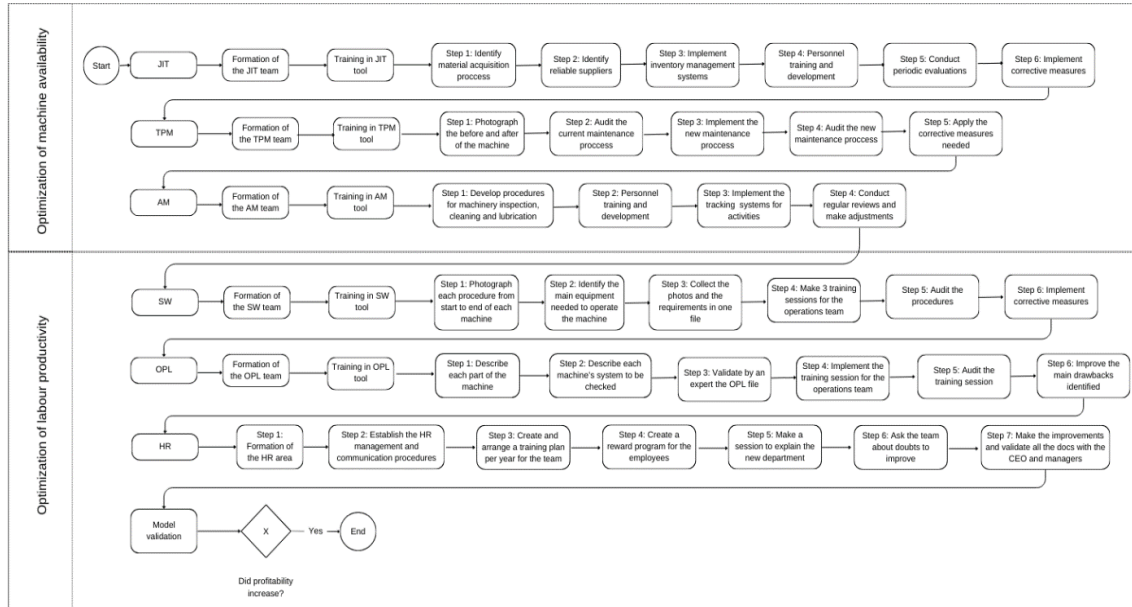 Optimization of machine availability
Start
JIT
Formation of
the JIT team
Training in JIT
tool
Step 1: Identify
material acquisition
proccess
Step 2: Identify
reliable suppliers
Step 3: Implement
inventory management
systems
Step 4: Personnel
training and
development
Step 5: Conduct
periodic evaluations
Step 6: Implement
corrective measures
TPM
Formation of
the TPM team
Training in TPM
tool
Step 1: Photograph
the before and after
of the machine
Step 2: Audit the
current maintenance
proccess
Step 3: Implement the
new maintenance
proccess
Step 4: Audit the new
maintenance proccess
Step 5: Apply the
corrective measures
needed
AM
Formation of
the AM team
Training in AM
tool
Step 1: Develop procedures
for machinery inspection,
cleaning and lubrication
Step 2: Personnel
training and
development
Step 3: Implement the
tracking systems for
activities
Step 4: Conduct
regular reviews and
make adjustments
Optimization of labour productivity
SW
Formation of
the SW team
Training in SW
tool
Step 1: Photograph
each procedure from
start to end of each
machine
Step 2: Identify the
main equipment
needed to operate
the machine
Step 3: Collect the
photos and the
requirements in one
file
Step 4: Make 3 training
sessions for the
operations team
Step 5: Audit the
procedures
Step 6: Implement
corrective measures
OPL
Formation of
the OPL team
Training in OPL
tool
Step 1: Describe
each part of the
machine
Step 2: Describe each
machine's system to be
checked
Step 3: Validate by
an expert the OPL file
Step 4: Implement the
training session for the
operations team
Step 5: Audit the
training session
Step 6: Improve the
main drawbacks
identified
HR
Step 1:
Formation of
the HR area
Step 2: Establish the HR
management and
communication procedures
Step 3: Create and
arrange a training plan
per year for the team
Step 4: Create a
reward program for the
employees
Step 5: Make a
session to explain the
new department
Step 6: Ask the team
about doubts to
improve
Step 7: Make the improvements
and validate all the docs with the
CEO and managers
Model
validation
X
Yes
End
Did profitability
increase?